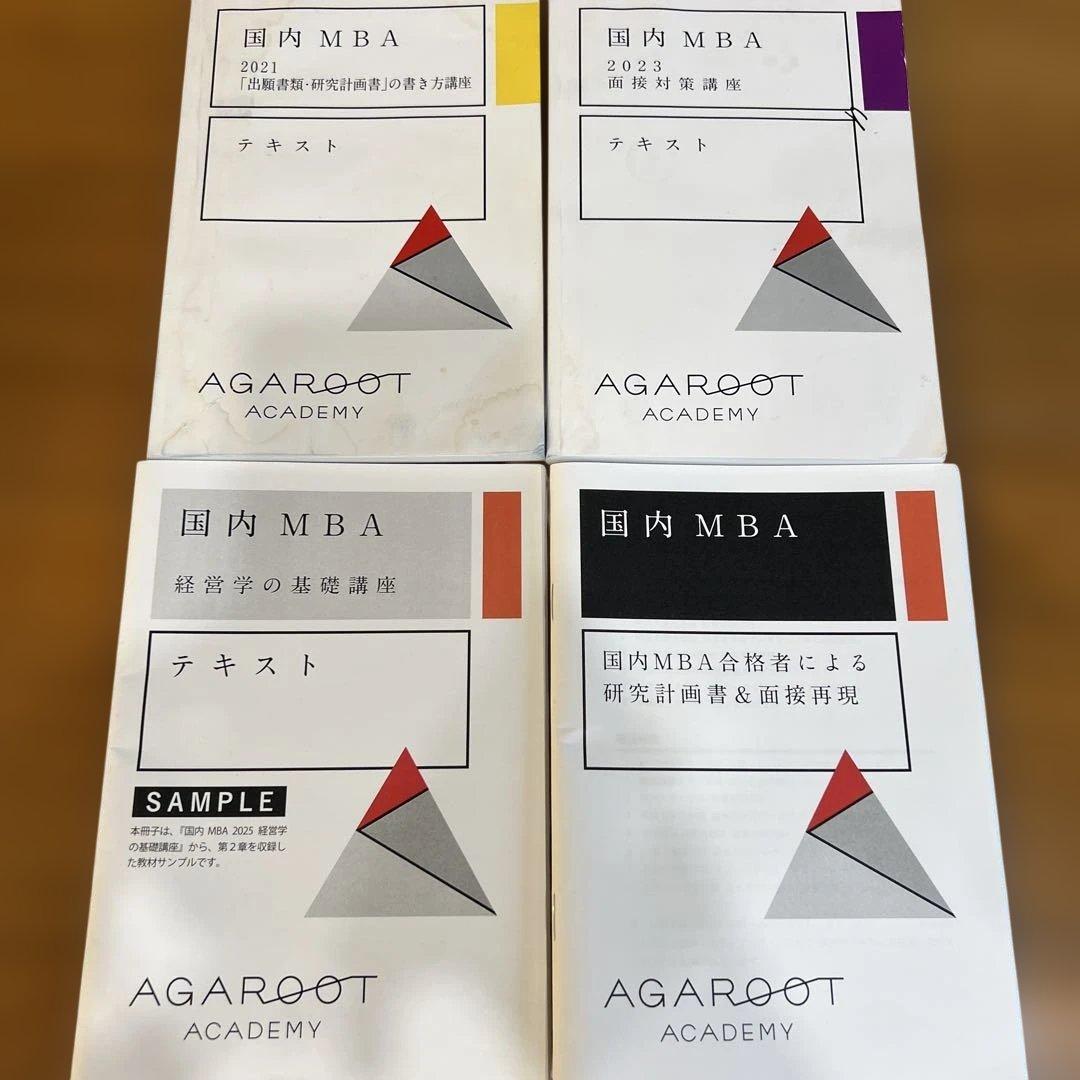 国内 MBA
2021
「出願書類・研究計画書」の書き方講座
テキスト
AGAROOT
ACADEMY
国内 MBA
2023
面接対策講座
テキスト
AGAROOT
ACADEMY
国内 MBA
経営学の基礎講座
テキスト
SAMPLE
本冊子は、『国内 MBA 2025 経営学
の基礎講座』から、第2章を収録し
た教材サンプルです。
AGAROOT
ACADEMY
国内 MBA
国内MBA合格者による
研究計画書&面接再現
AGAROOT
ACADEMY